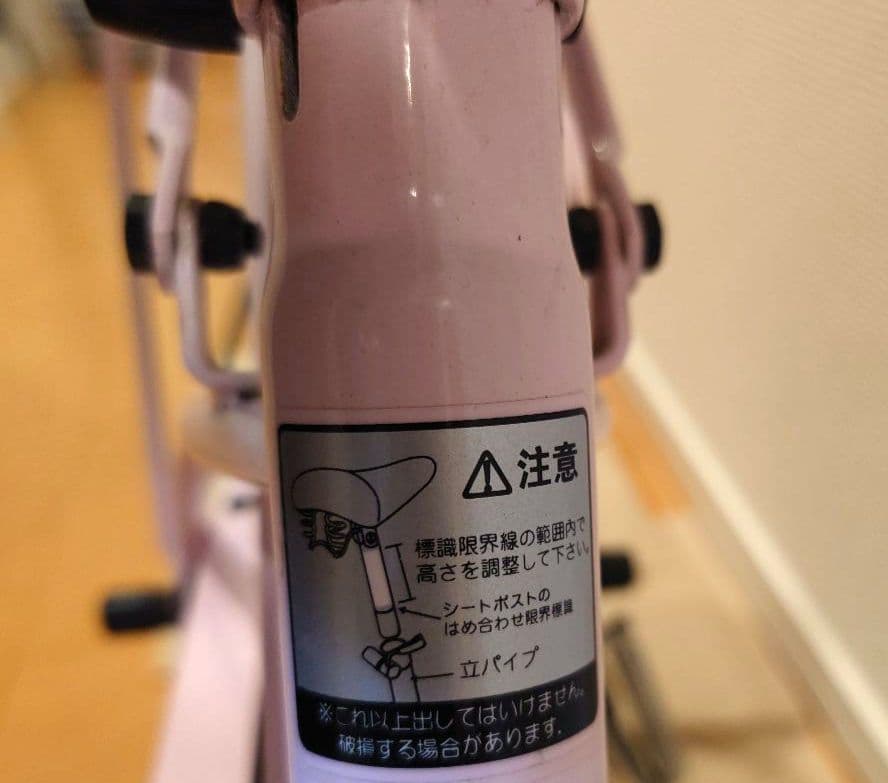 注意
標識限界線の範囲内で
高さを調整して下さい。
シートポストの
はめ合わせ限界標識
立パイプ
※これ以上出してはいけません。
破損する場合があります.